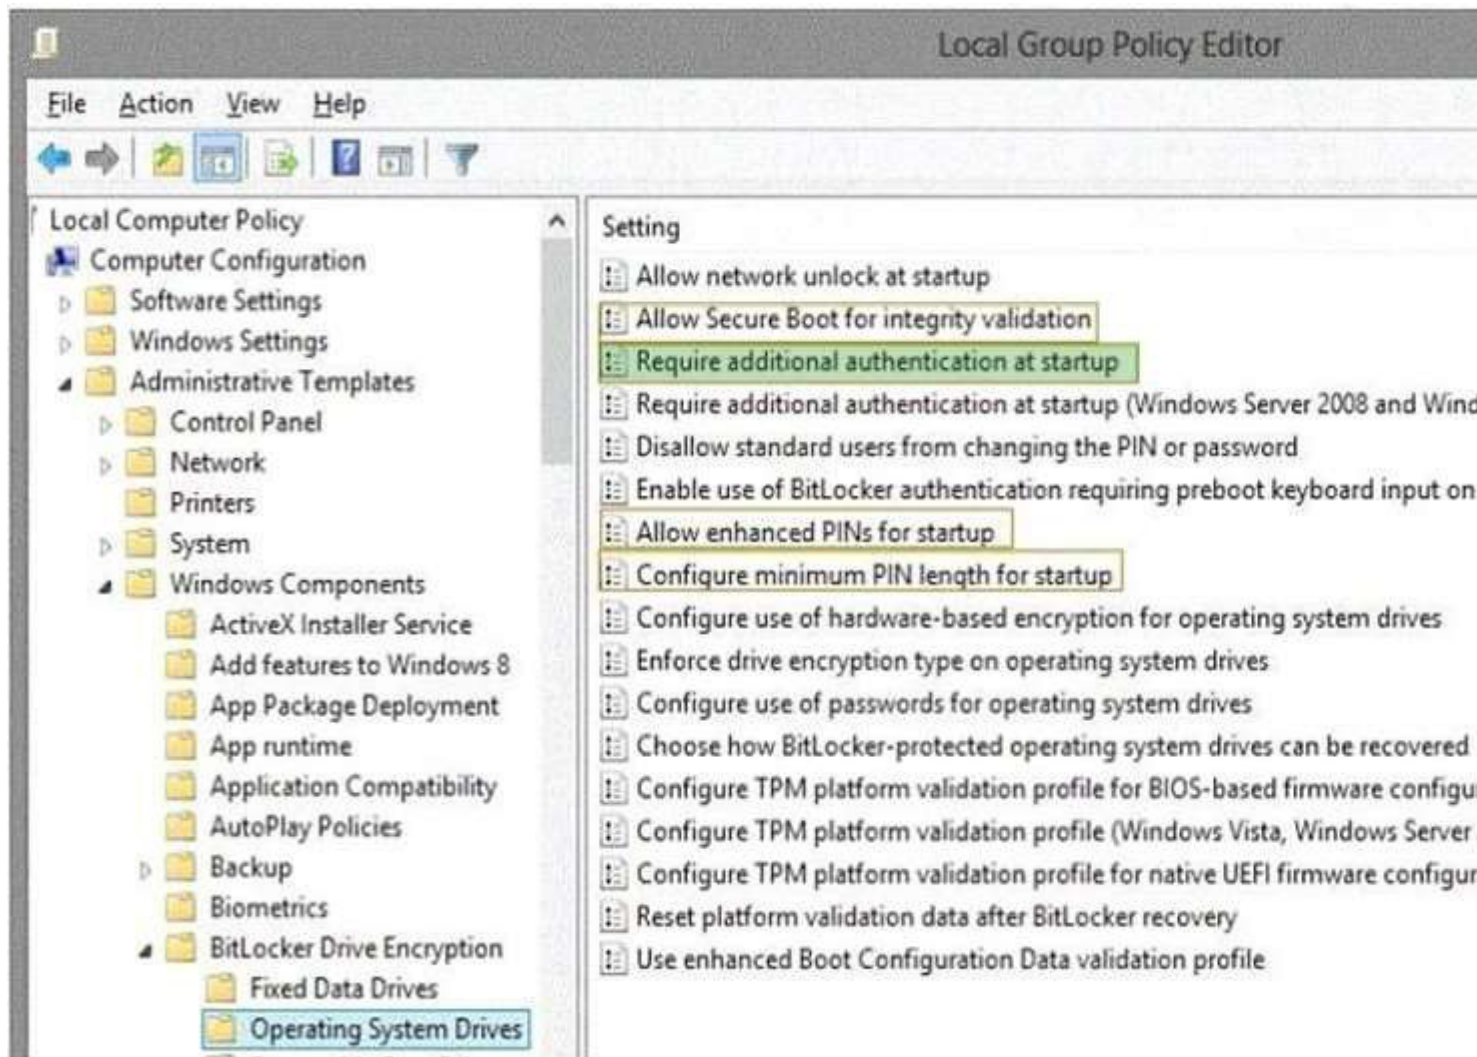 Local Group Policy Editor
File Action View Help
Local Computer Policy
Computer Configuration
Software Settings
Windows Settings
Administrative Templates
Control Panel
Network
Printers
System
Windows Components
ActiveX Installer Service
Add features to Windows 8
App Package Deployment
App runtime
Application Compatibility
AutoPlay Policies
Backup
Biometrics
BitLocker Drive Encryption
Fixed Data Drives
Operating System Drives
Setting
Allow network unlock at startup
Allow Secure Boot for integrity validation
Require additional authentication at startup
Require additional authentication at startup (Windows Server 2008 and Wind
Disallow standard users from changing the PIN or password
Enable use of BitLocker authentication requiring preboot keyboard input on
Allow enhanced PINs for startup
Configure minimum PIN length for startup
Configure use of hardware-based encryption for operating system drives
Enforce drive encryption type on operating system drives
Configure use of passwords for operating system drives
Choose how BitLocker-protected operating system drives can be recovered
Configure TPM platform validation profile for BIOS-based firmware configu
Configure TPM platform validation profile (Windows Vista, Windows Server
Configure TPM platform validation profile for native UEFI firmware configur
Reset platform validation data after BitLocker recovery
Use enhanced Boot Configuration Data validation profile